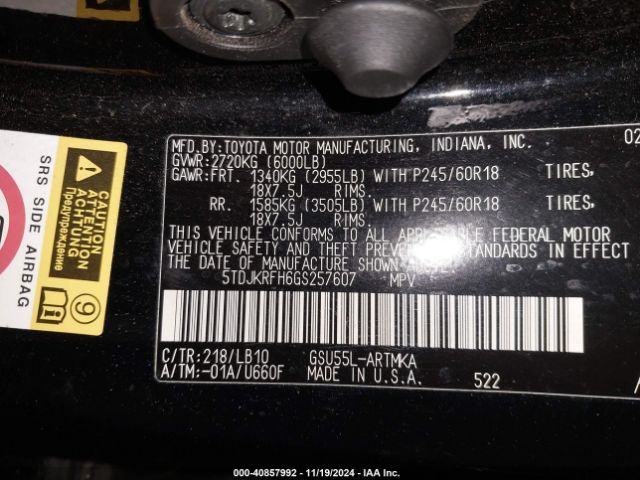 MFD.BY:TOYOTA MOTOR MANUFACTURING, INDIANA, INC. 02
GVWR:2720KG (6000LB)
GAWR:FRT. 1340KG (2955LB) WITH P245/60R18 TIRES,
18X7.5J RIMS.
RR. 1585KG (3505LB) WITH P245/60R18 TIRES,
18X7.5J RIMS.
THIS VEHICLE CONFORMS TO ALL APPLICABLE FEDERAL MOTOR
VEHICLE SAFETY AND THEFT PREVENTION STANDARDS IN EFFECT
THE DATE OF MANUFACTURE SHOWN
5TDJKRFH6GS257607 MPV
C/TR:218/LB10 GSU55L-ARTMKA
A/TM:-01A/U660F MADE IN U.S.A. 522
SRS SIDE AIRBAG
CAUTION
ATTENTION
ACHTUNG
Предупреждение
9
000-40857992 - 11/19/2024 - IAA Inc.